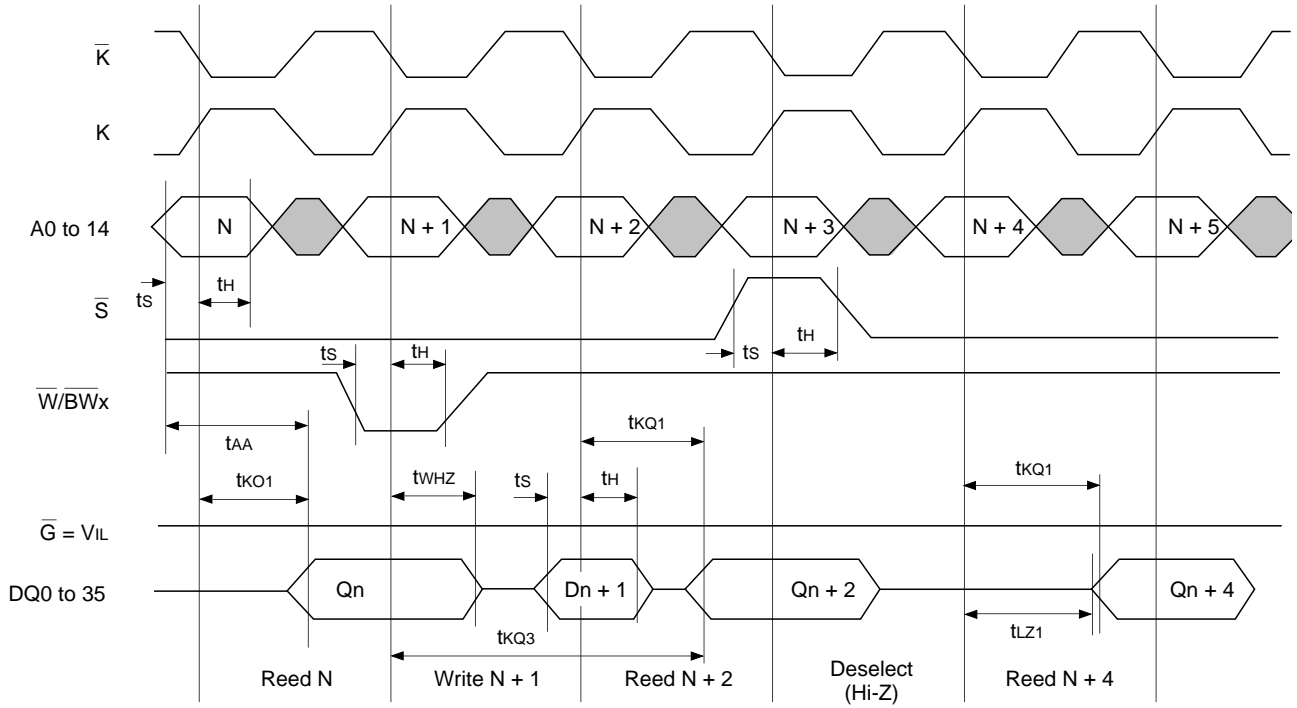 K
K
A0 to 14
N
N + 1
N + 2
N + 3
N + 4
N + 5
tS
tH
S
tS
tH
tS
tH
W/BWx
tAA
tKQ1
tKO1
tWHZ
tS
tH
tKQ1
G = VIL
DQ0 to 35
Qn
Dn + 1
Qn + 2
Qn + 4
tKQ3
tLZ1
Reed N
Write N + 1
Reed N + 2
Deselect
(Hi-Z)
Reed N + 4